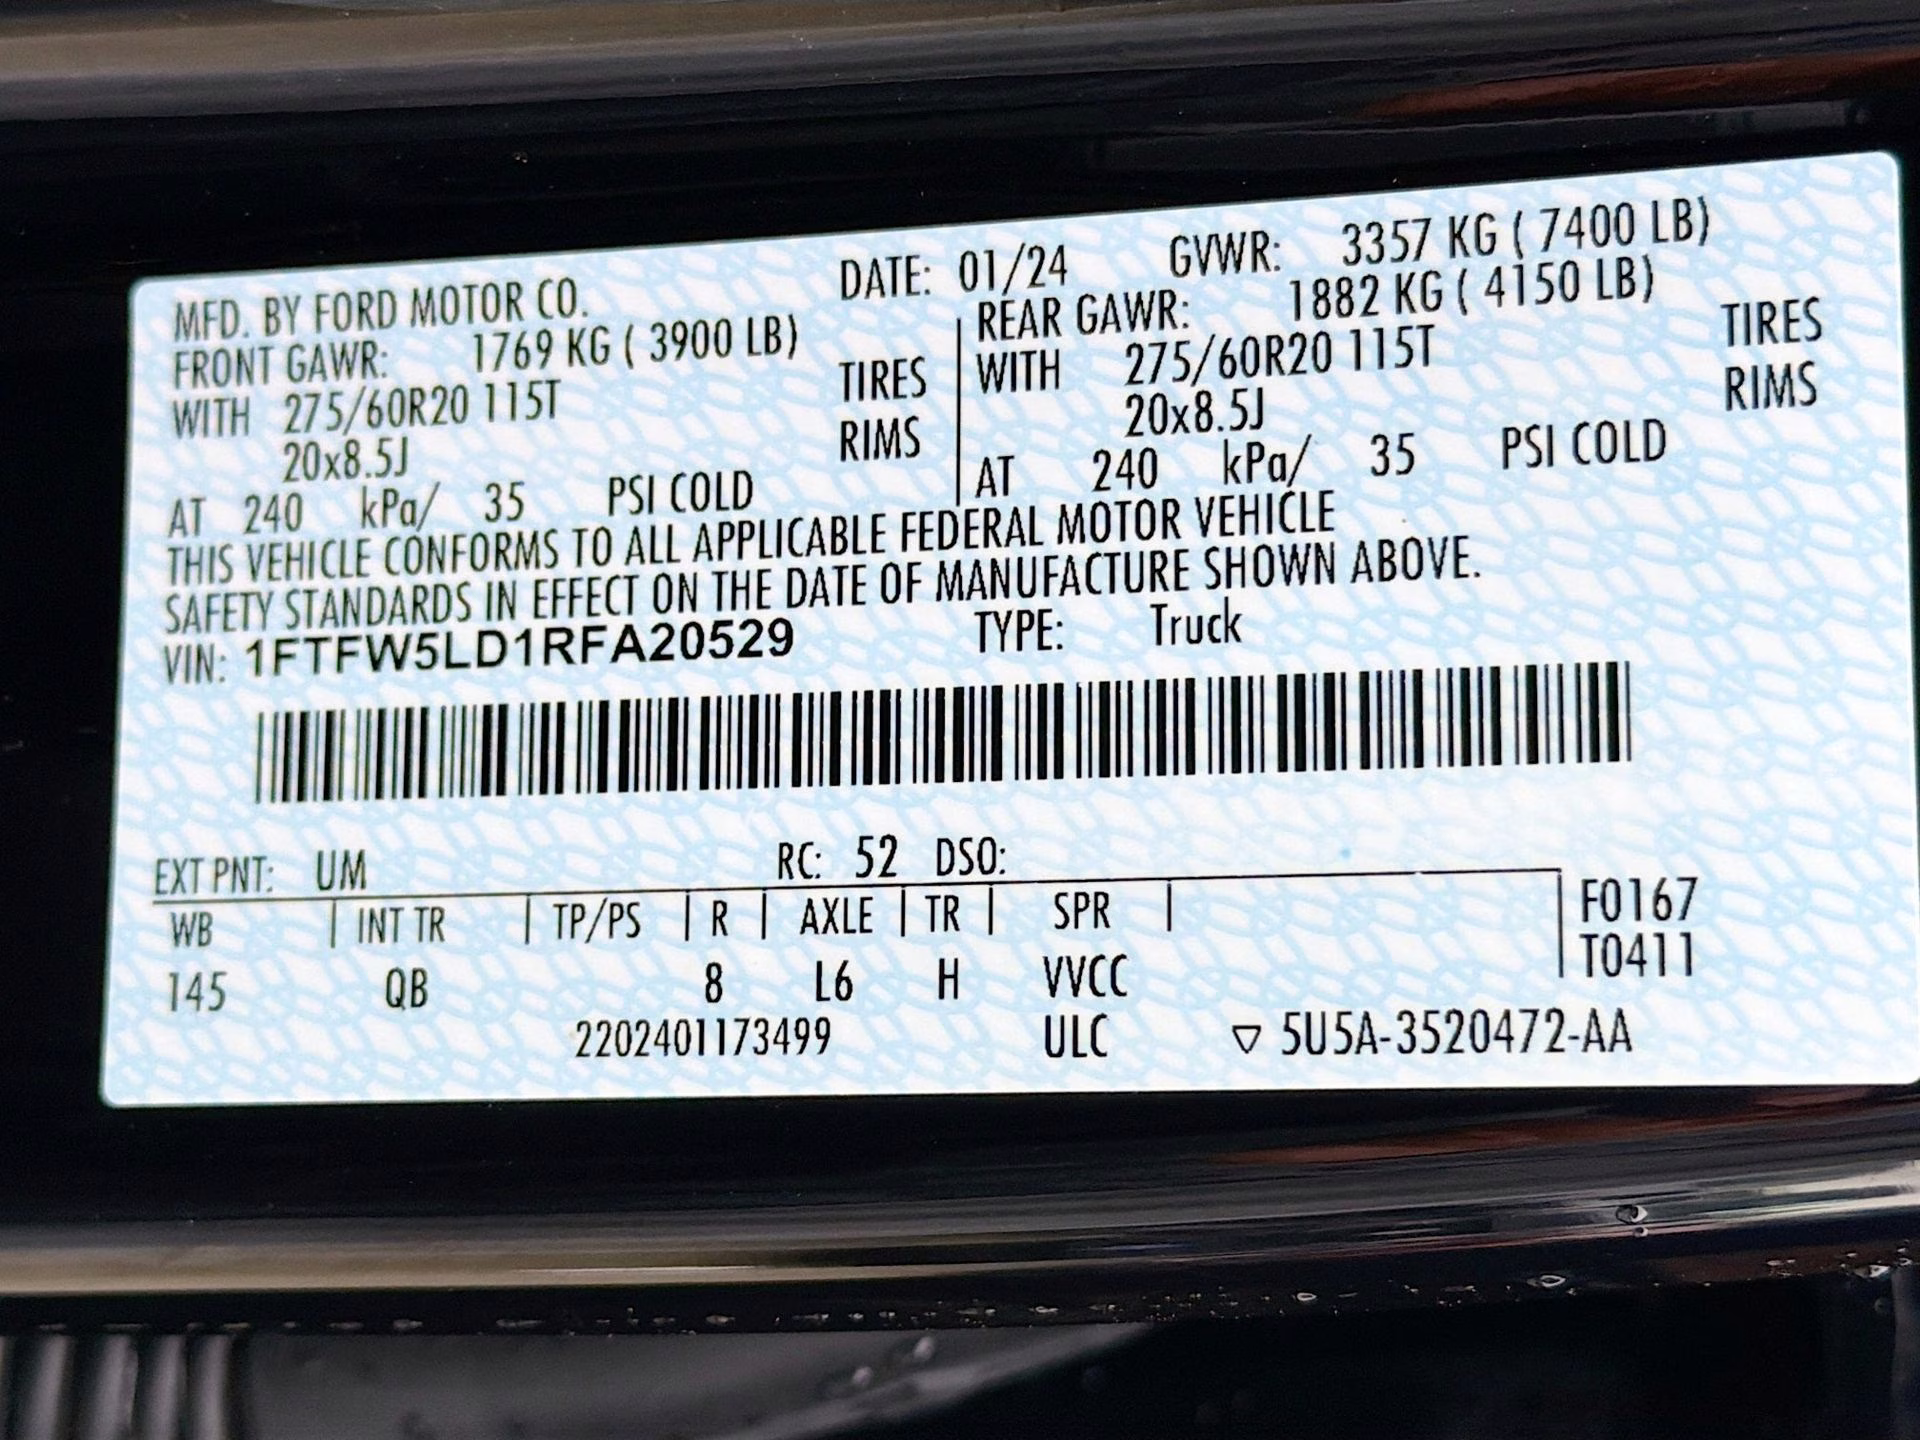 MFD. BY FORD MOTOR CO. DATE: 01/24 GVWR: 3357 KG ( 7400 LB)
FRONT GAWR: 1769 KG ( 3900 LB) REAR GAWR: 1882 KG ( 4150 LB)
WITH 275/60R20 115T TIRES WITH 275/60R20 115T TIRES
20x8.5J RIMS 20x8.5J RIMS
AT 240 kPa/ 35 PSI COLD AT 240 kPa/ 35 PSI COLD
THIS VEHICLE CONFORMS TO ALL APPLICABLE FEDERAL MOTOR VEHICLE
SAFETY STANDARDS IN EFFECT ON THE DATE OF MANUFACTURE SHOWN ABOVE.
VIN: 1FTFW5LD1RFA20529 TYPE: Truck
EXT PNT: UM RC: 52 DSO:
WB INT TR TP/PS R AXLE TR SPR F0167
T0411
145 QB 8 L6 H VVCC
2202401173499 ULC ▽ 5U5A-3520472-AA